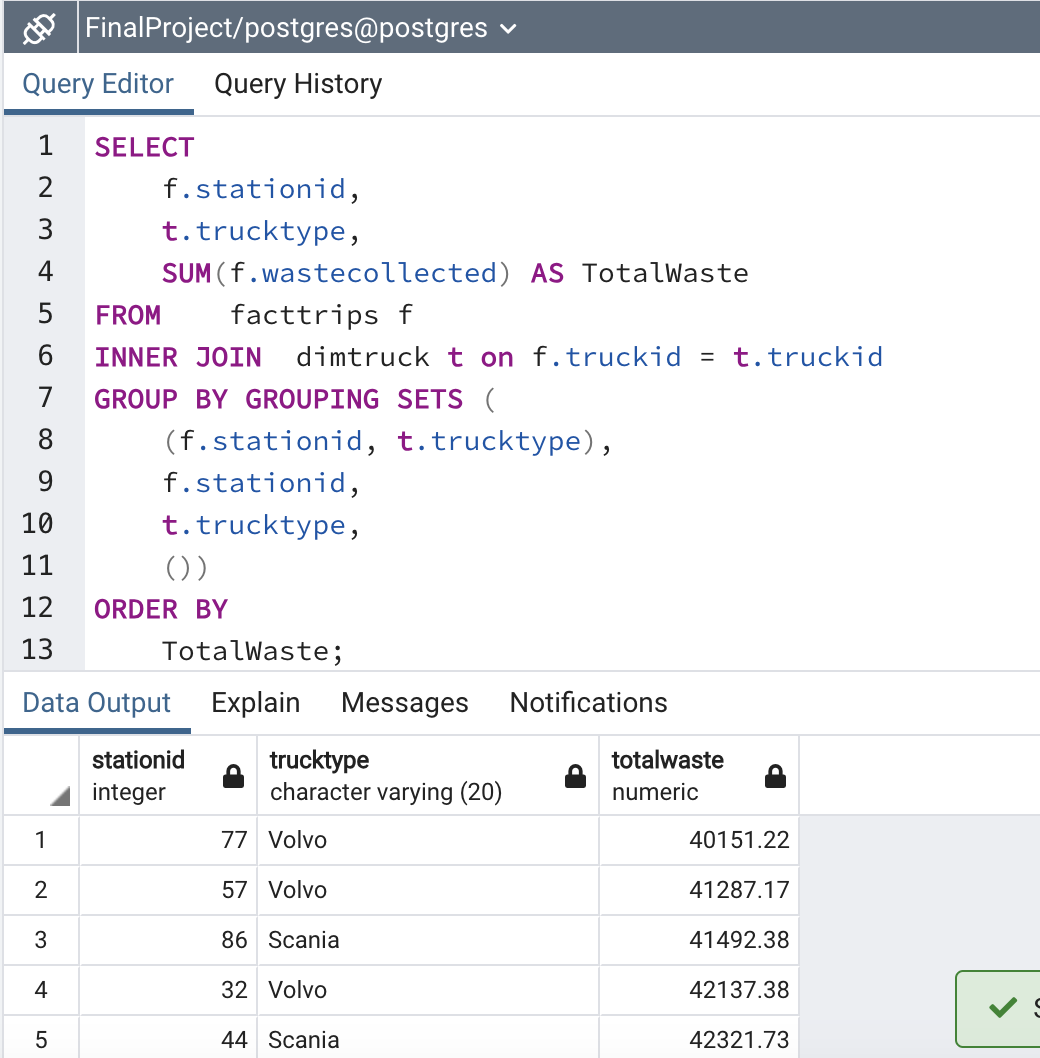 FinalProject/postgres@postgres
Query Editor Query History
1 SELECT
2 f.stationid,
3 t.trucktype,
4 SUM(f.wastecollected) AS TotalWaste
5 FROM facttrips f
6 INNER JOIN dimtruck t on f.truckid = t.truckid
7 GROUP BY GROUPING SETS (
8 (f.stationid, t.trucktype),
9 f.stationid,
10 t.trucktype,
11 ())
12 ORDER BY
13 TotalWaste;
Data Output Explain Messages Notifications
stationid trucktype totalwaste
integer character varying (20) numeric
1 77 Volvo 40151.22
2 57 Volvo 41287.17
3 86 Scania 41492.38
4 32 Volvo 42137.38
5 44 Scania 42321.73